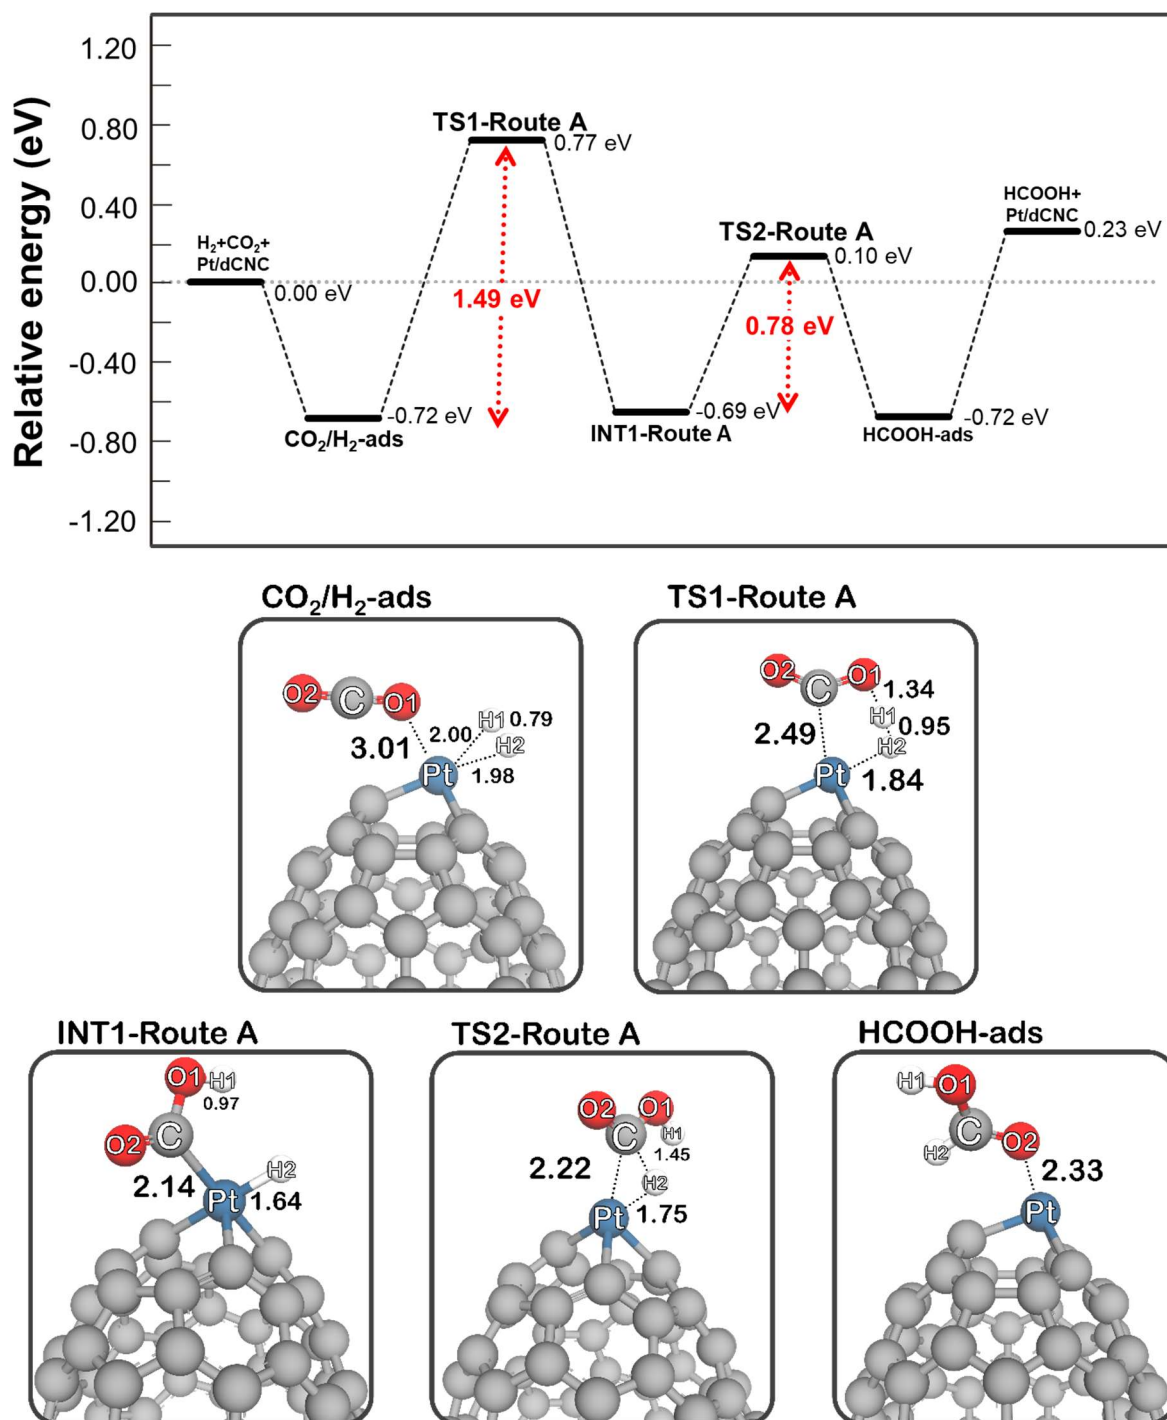 Relative energy (eV)
1.20
0.80
0.40
0.00
-0.40
-0.80
-1.20
H₂+CO₂+
Pt/dCNC
0.00 eV
CO₂/H₂-ads
-0.72 eV
TS1-Route A
0.77 eV
1.49 eV
INT1-Route A
-0.69 eV
TS2-Route A
0.10 eV
0.78 eV
HCOOH-ads
-0.72 eV
HCOOH+
Pt/dCNC
0.23 eV
CO₂/H₂-ads
O2 C O1
H1 0.79
H2
2.00
3.01
1.98
Pt
TS1-Route A
O2 C O1
1.34
H1 0.95
H2
2.49
Pt
1.84
INT1-Route A
O1 H1
0.97
O2 C
H2
2.14
Pt 1.64
TS2-Route A
O2 O1
C H1
1.45
2.22
H2
Pt 1.75
HCOOH-ads
H1 O1
C
H2 O2
2.33
Pt